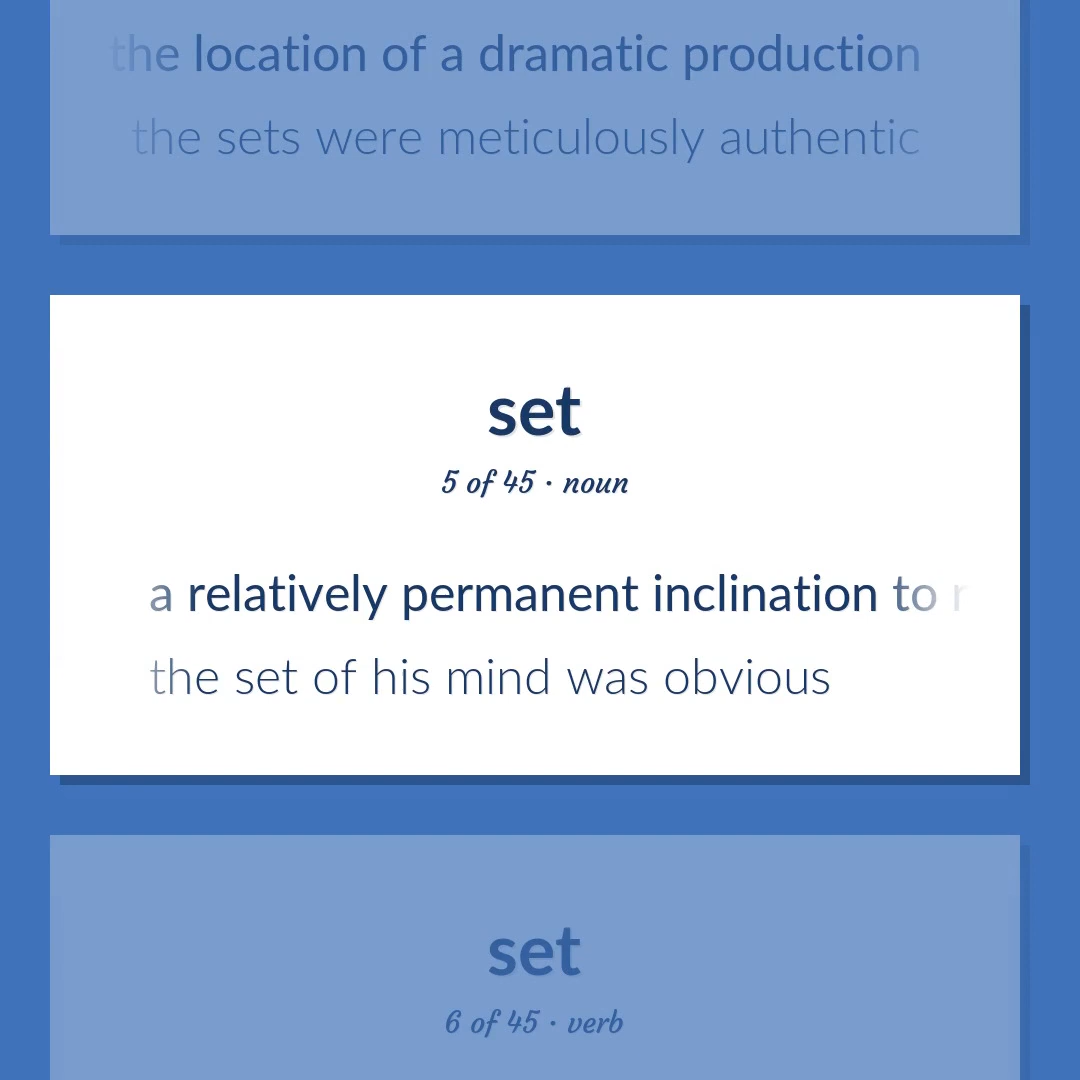 the location of a dramatic production
the sets were meticulously authentic
set
5 of 45 · noun
a relatively permanent inclination to
the set of his mind was obvious
set
6 of 45 · verb